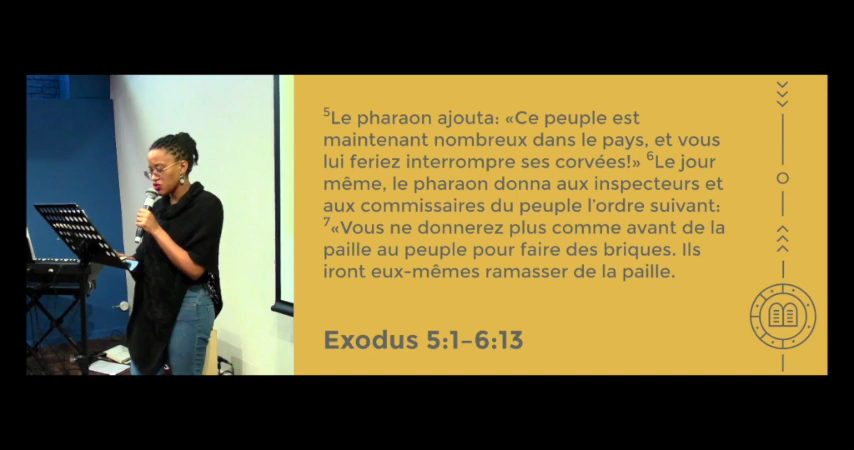 ⁵Le pharaon ajouta: «Ce peuple est
maintenant nombreux dans le pays, et vous
lui feriez interrompre ses corvées!» ⁶Le jour
même, le pharaon donna aux inspecteurs et
aux commissaires du peuple l'ordre suivant:
⁷«Vous ne donnerez plus comme avant de la
paille au peuple pour faire des briques. Ils
iront eux-mêmes ramasser de la paille.
Exodus 5:1–6:13